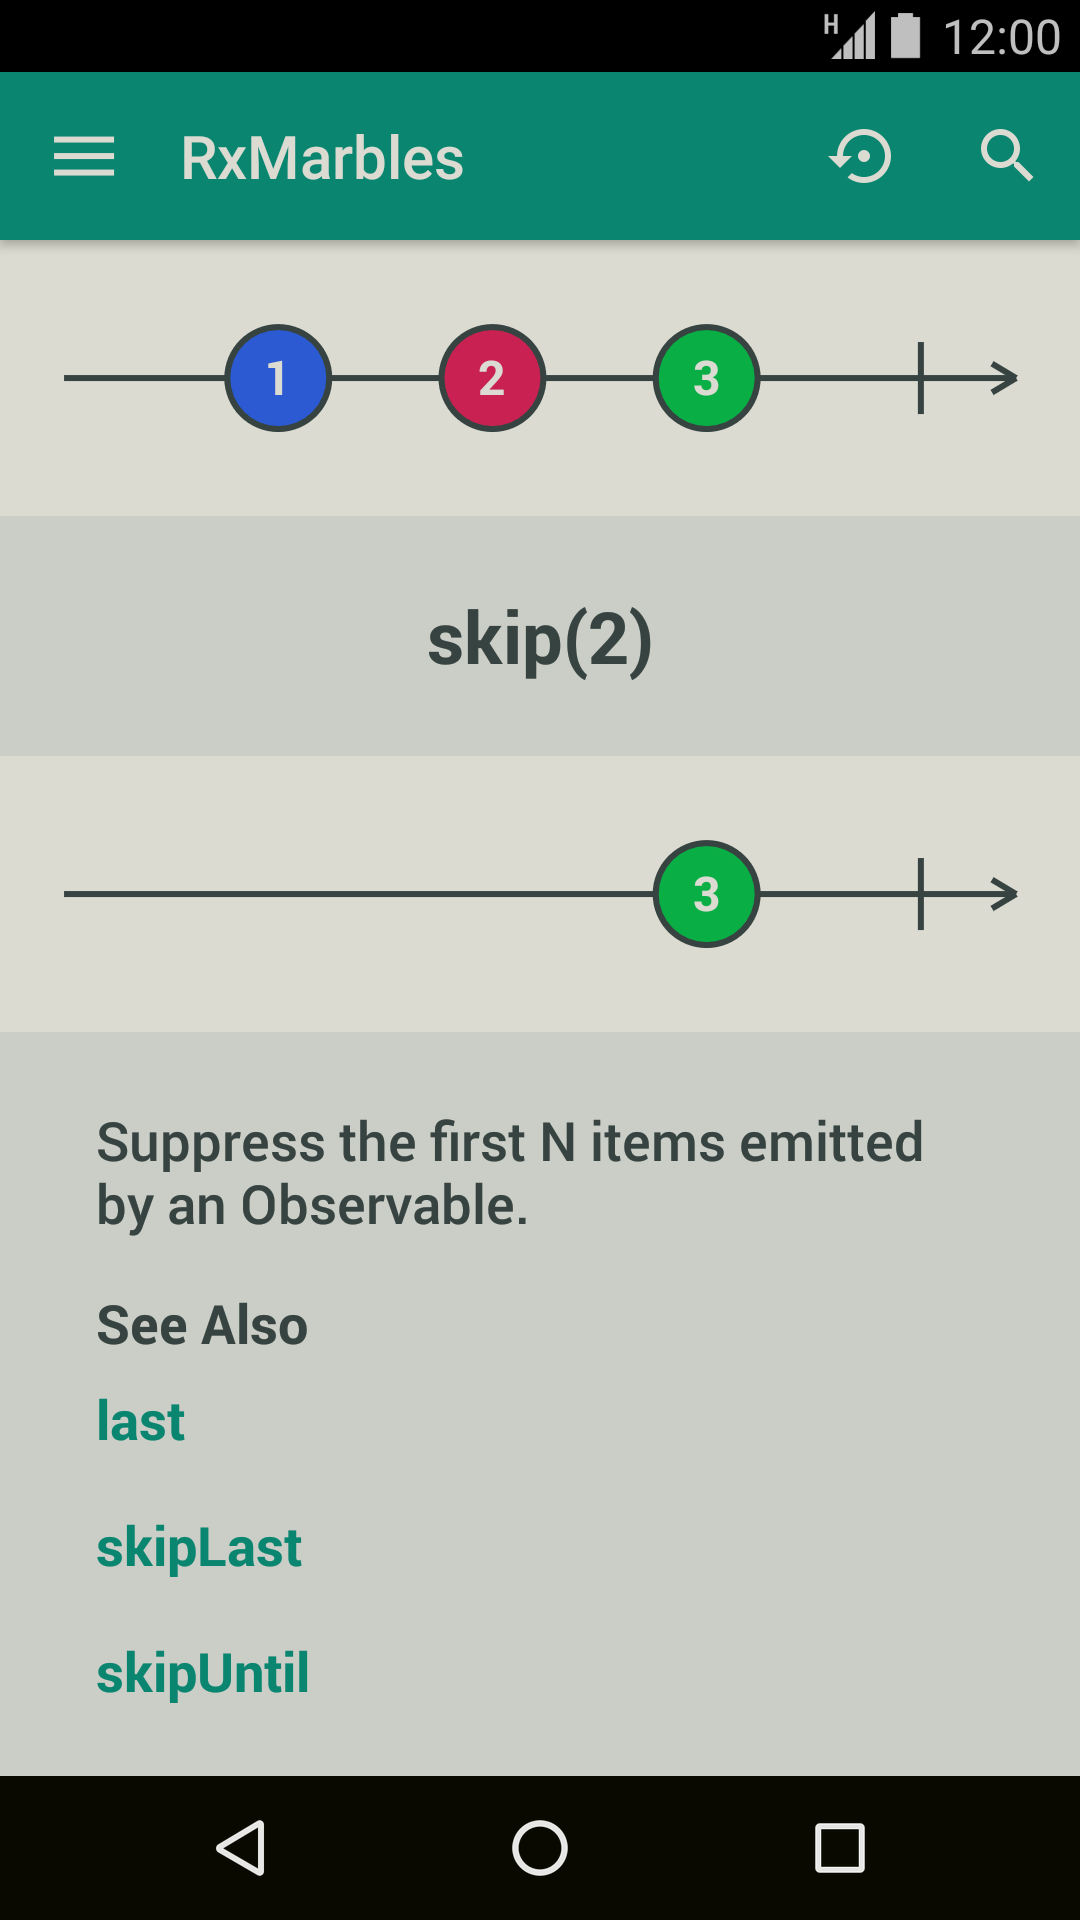 H 12:00
RxMarbles
1 2 3
skip(2)
3
Suppress the first N items emitted
by an Observable.
See Also
last
skipLast
skipUntil